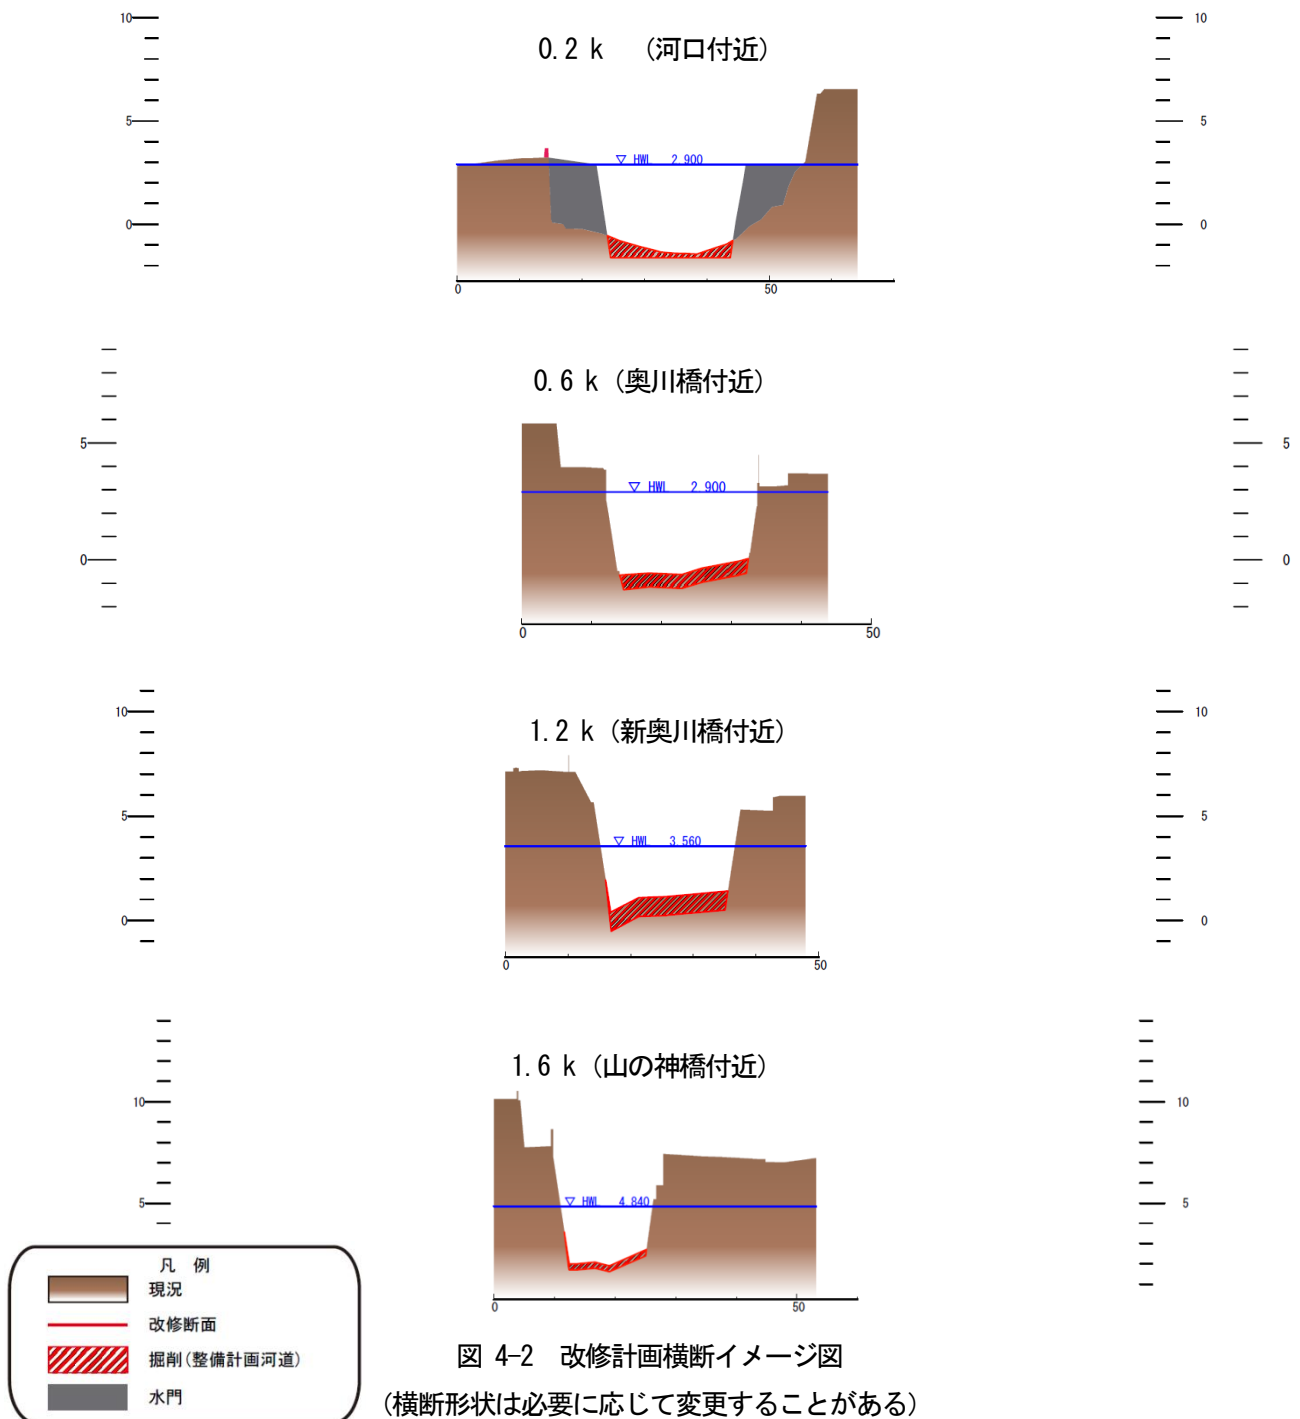 0.2 k （河口付近）
10
10
5
5
▽ HWL 2.900
0
0
0
50
0.6 k（奥川橋付近）
5
5
▽ HWL 2.900
0
0
0
50
1.2 k（新奥川橋付近）
10
10
5
5
▽ HWL 3.560
0
0
0
50
1.6 k（山の神橋付近）
10
10
5
5
▽ HWL 4.840
0
50
凡 例
現況
改修断面
掘削(整備計画河道)
水門
図 4-2 改修計画横断イメージ図
（横断形状は必要に応じて変更することがある）